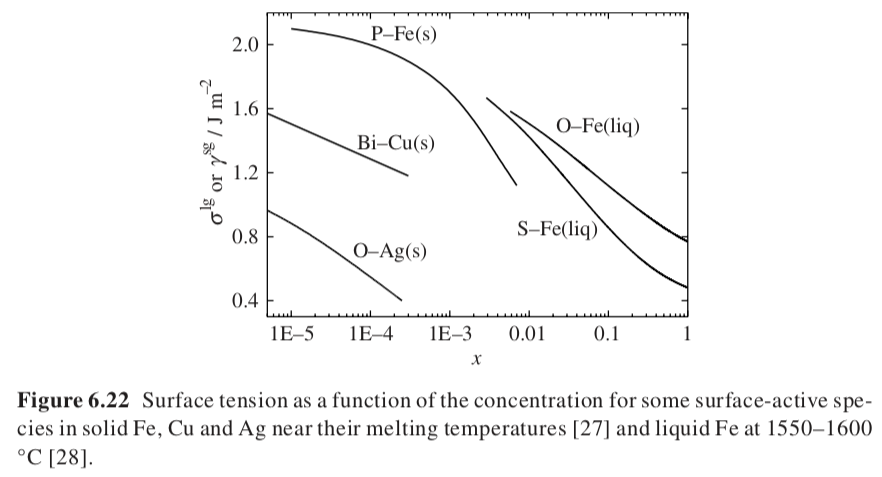 2.0
1.6
1.2
0.8
0.4
σ^lg or γ^sg / J m^−2
P–Fe(s)
O–Fe(liq)
Bi–Cu(s)
S–Fe(liq)
O–Ag(s)
1E–5 1E–4 1E–3 0.01 0.1 1
x
Figure 6.22 Surface tension as a function of the concentration for some surface-active spe-
cies in solid Fe, Cu and Ag near their melting temperatures [27] and liquid Fe at 1550–1600
°C [28].